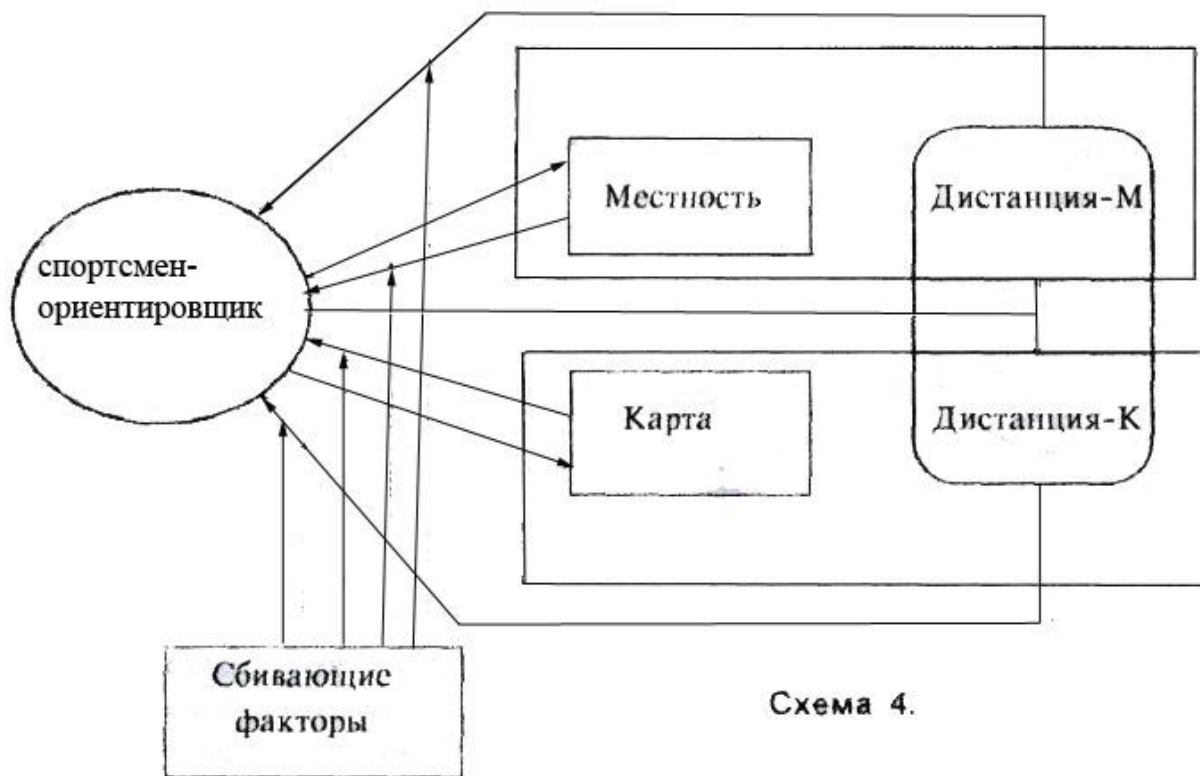 Местность
Дистанция-М
спортсмен-
ориентировщик
Карта
Дистанция-К
Сбивающие
факторы
Схема 4.